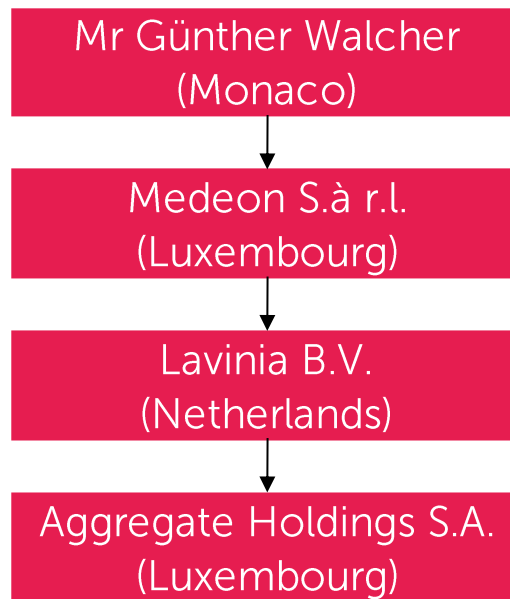 Mr Günther Walcher
(Monaco)
Medeon S.à r.l.
(Luxembourg)
Lavinia B.V.
(Netherlands)
Aggregate Holdings S.A.
(Luxembourg)